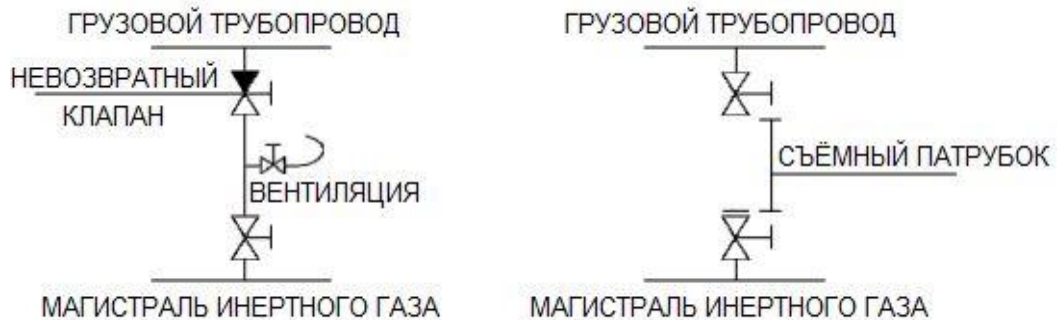 ГРУЗОВОЙ ТРУБОПРОВОД
НЕВОЗВРАТНЫЙ
КЛАПАН
ВЕНТИЛЯЦИЯ
МАГИСТРАЛЬ ИНЕРТНОГО ГАЗА
ГРУЗОВОЙ ТРУБОПРОВОД
СЪЁМНЫЙ ПАТРУБОК
МАГИСТРАЛЬ ИНЕРТНОГО ГАЗА